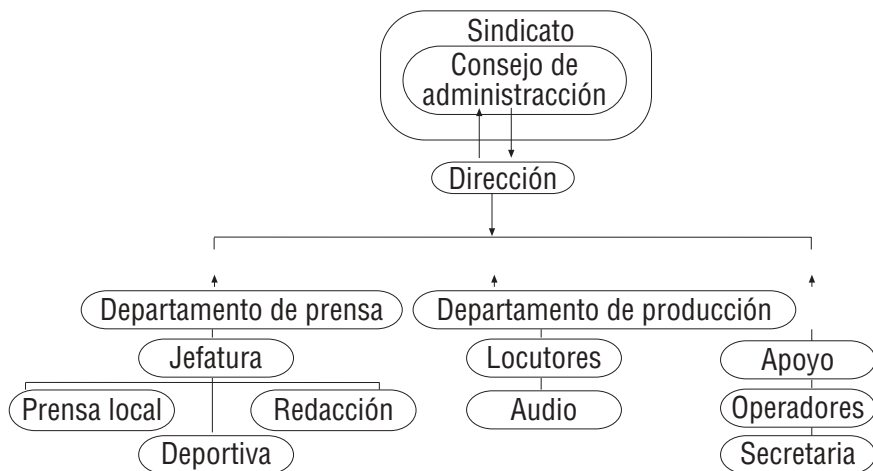 Sindicato
Consejo de
administracción
Dirección
Departamento de prensa
Departamento de producción
Jefatura
Locutores
Apoyo
Prensa local
Redacción
Audio
Operadores
Deportiva
Secretaria